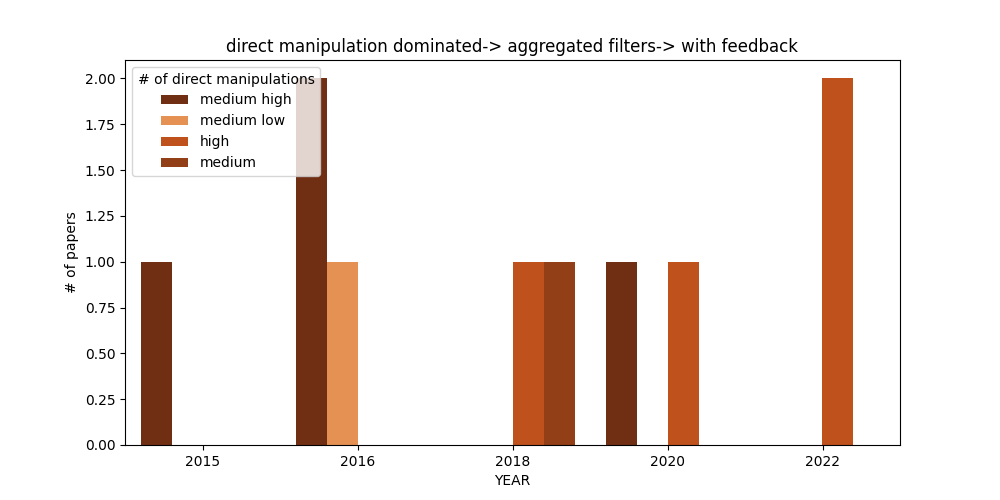 direct manipulation dominated-> aggregated filters-> with feedback
# of direct manipulations
medium high
medium low
high
medium
2.00
1.75
1.50
1.25
1.00
0.75
0.50
0.25
0.00
# of papers
2015
2016
2018
2020
2022
YEAR